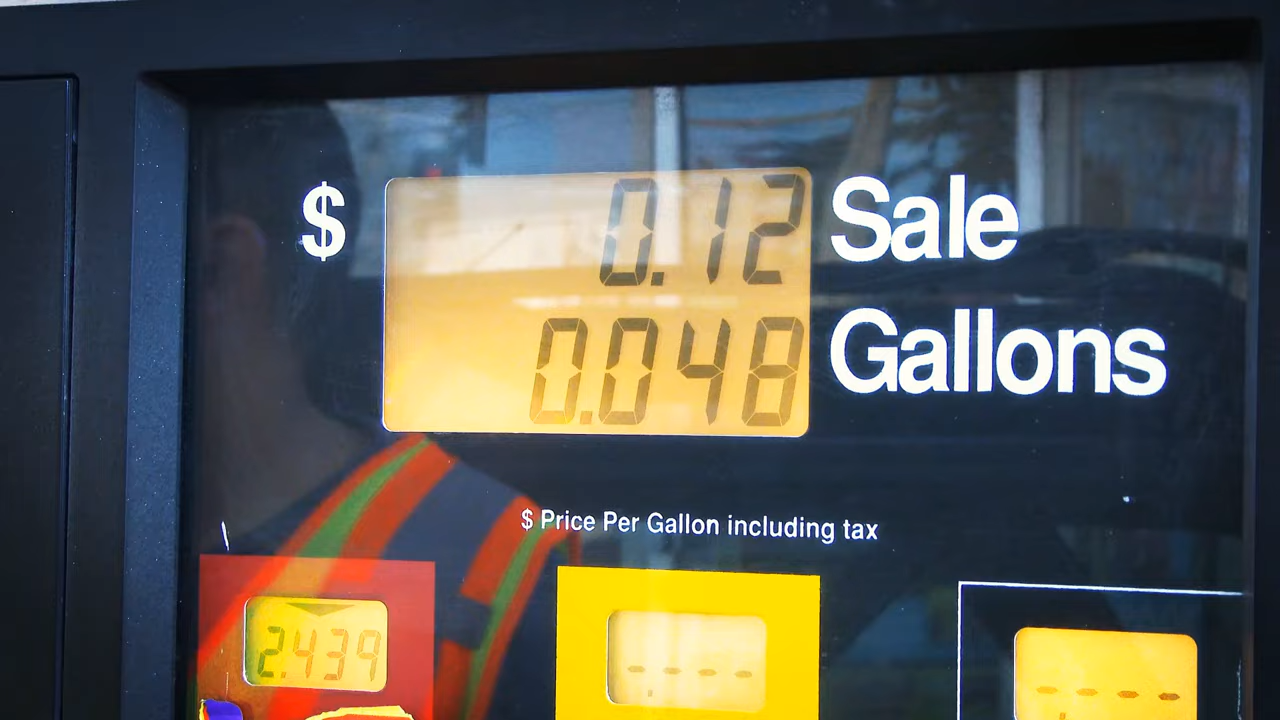 $ 0.12 Sale
0.048 Gallons
$ Price Per Gallon including tax
2.439 - - - - - - - -